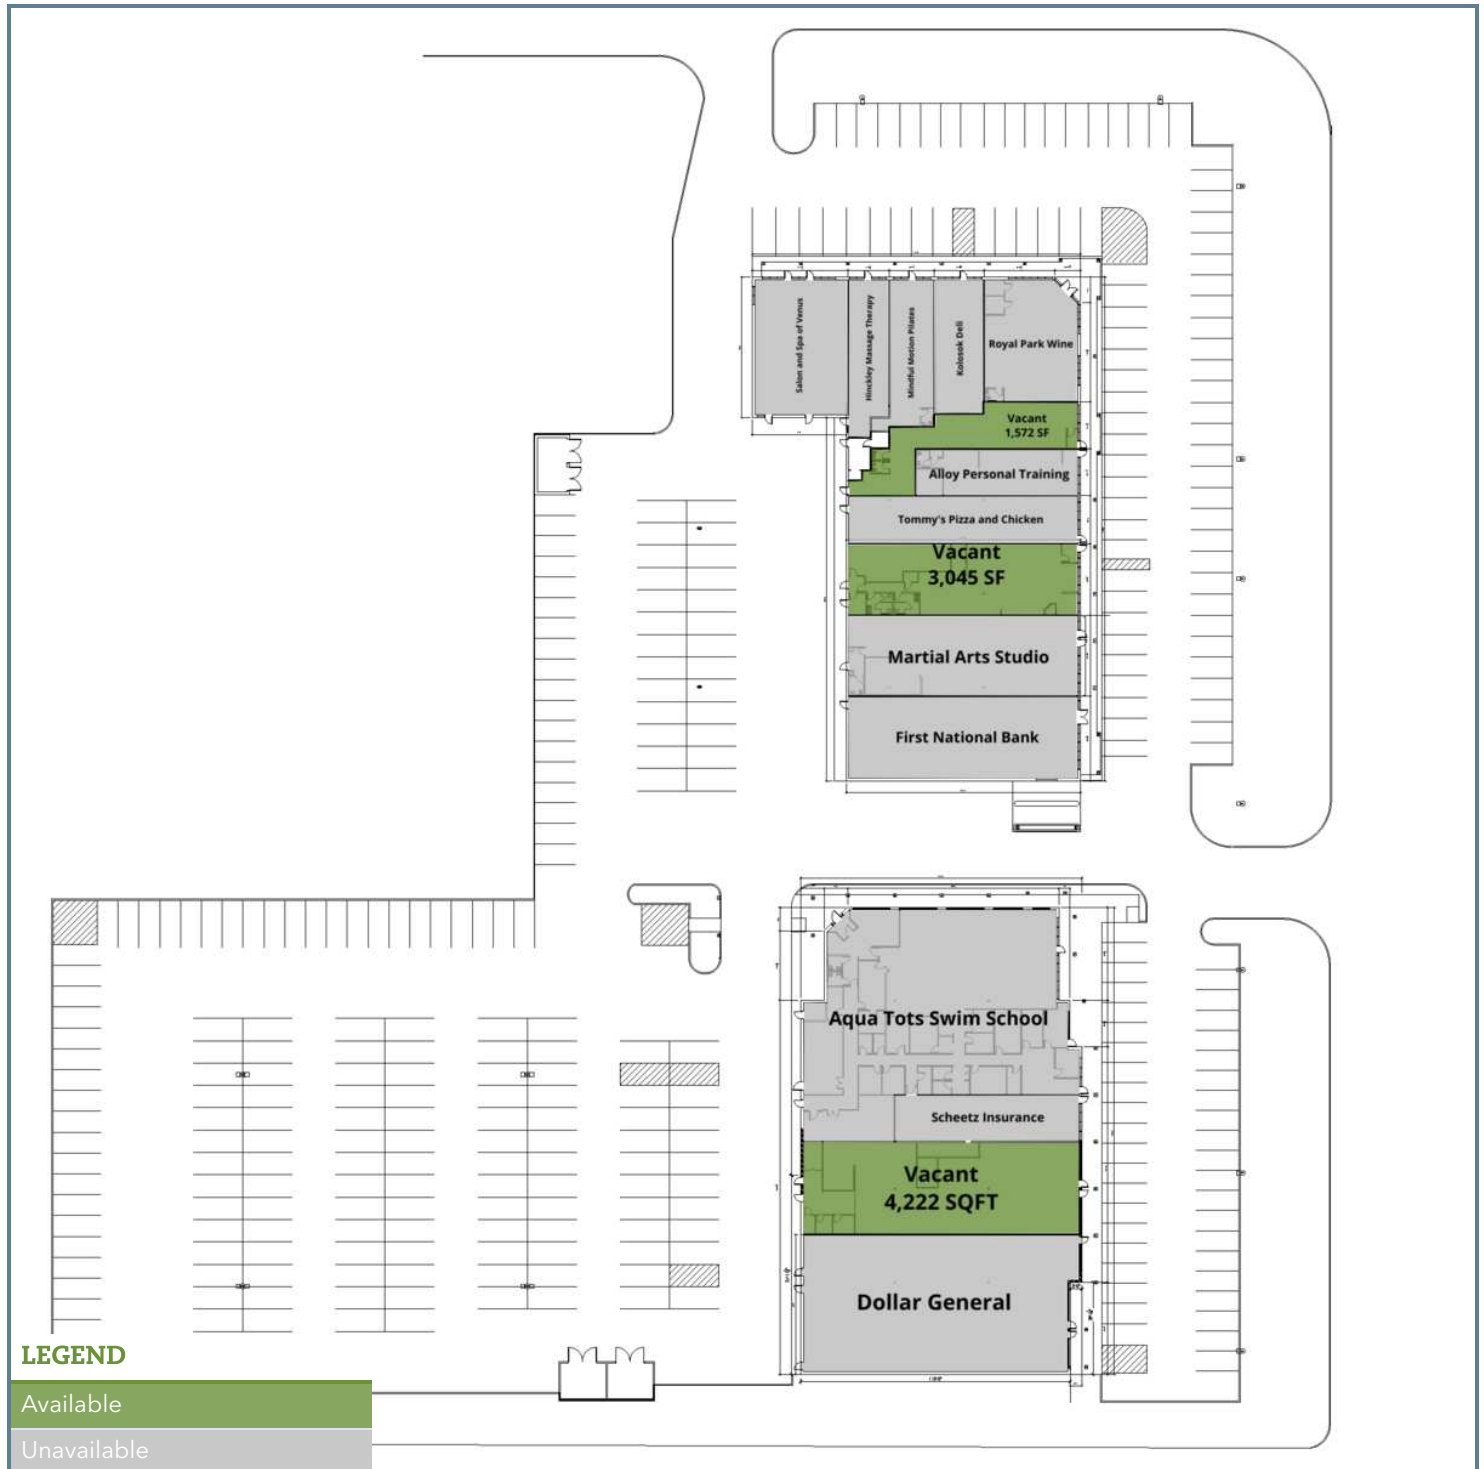 Salon and Spa of Venus
Hinckley Massage Therapy
Mindful Motion Pilates
Kolosok Deli
Royal Park Wine
Vacant
1,572 SF
Alloy Personal Training
Tommy's Pizza and Chicken
Vacant
3,045 SF
Martial Arts Studio
First National Bank
Aqua Tots Swim School
Scheetz Insurance
Vacant
4,222 SQFT
Dollar General
LEGEND
Available
Unavailable